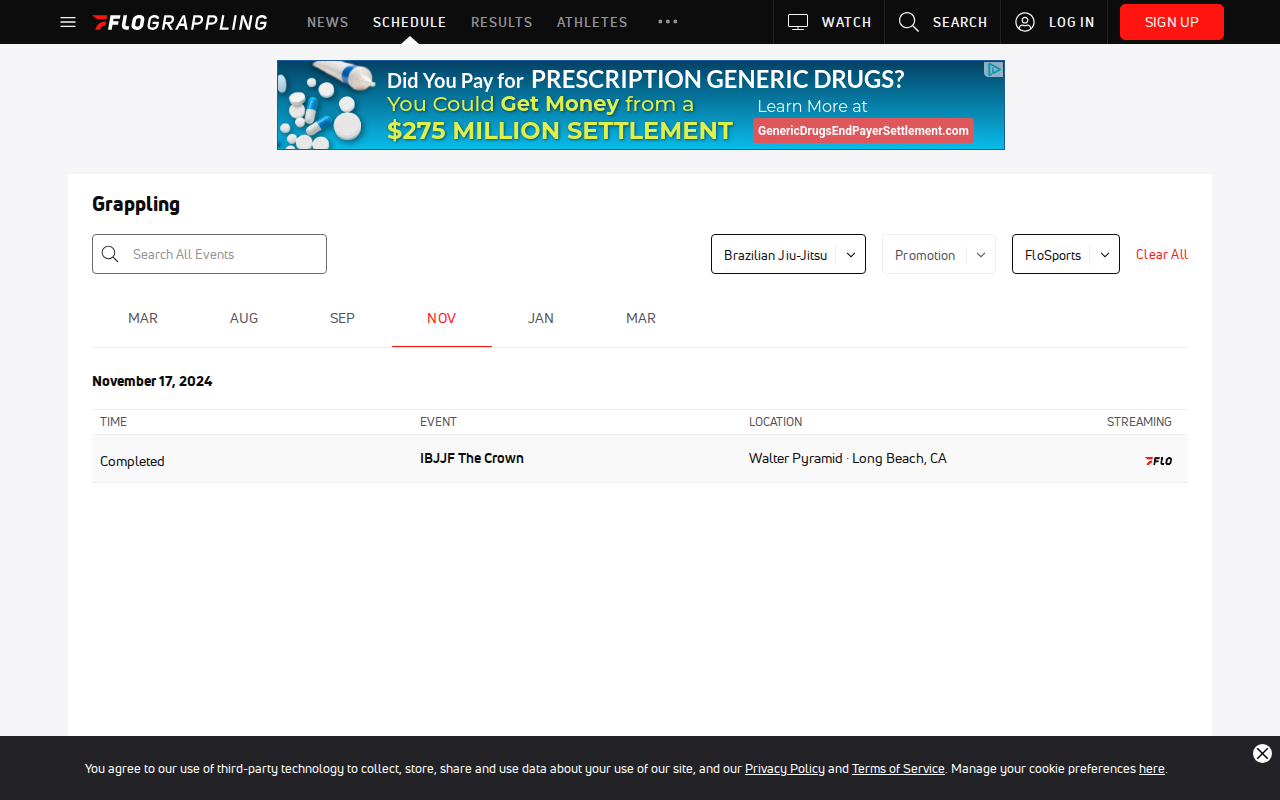 FLOGRAPPLING NEWS SCHEDULE RESULTS ATHLETES WATCH SEARCH LOG IN SIGN UP
Did You Pay for PRESCRIPTION GENERIC DRUGS?
You Could Get Money from a
$275 MILLION SETTLEMENT
Learn More at
GenericDrugsEndPayerSettlement.com
Grappling
Search All Events Brazilian Jiu-Jitsu Promotion FloSports Clear All
MAR AUG SEP NOV JAN MAR
November 17, 2024
TIME EVENT LOCATION STREAMING
Completed IBJJF The Crown Walter Pyramid · Long Beach, CA FLO
You agree to our use of third-party technology to collect, store, share and use data about your use of our site, and our Privacy Policy and Terms of Service. Manage your cookie preferences here.